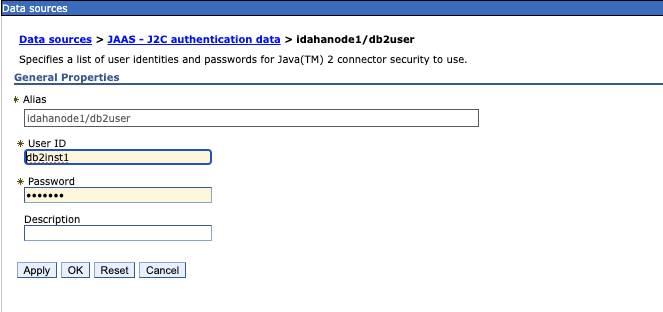 Data sources
Data sources > JAAS - J2C authentication data > idahanode1/db2user
Specifies a list of user identities and passwords for Java(TM) 2 connector security to use.
General Properties
* Alias
idahanode1/db2user
* User ID
db2inst1
* Password
•••••••
Description
Apply OK Reset Cancel